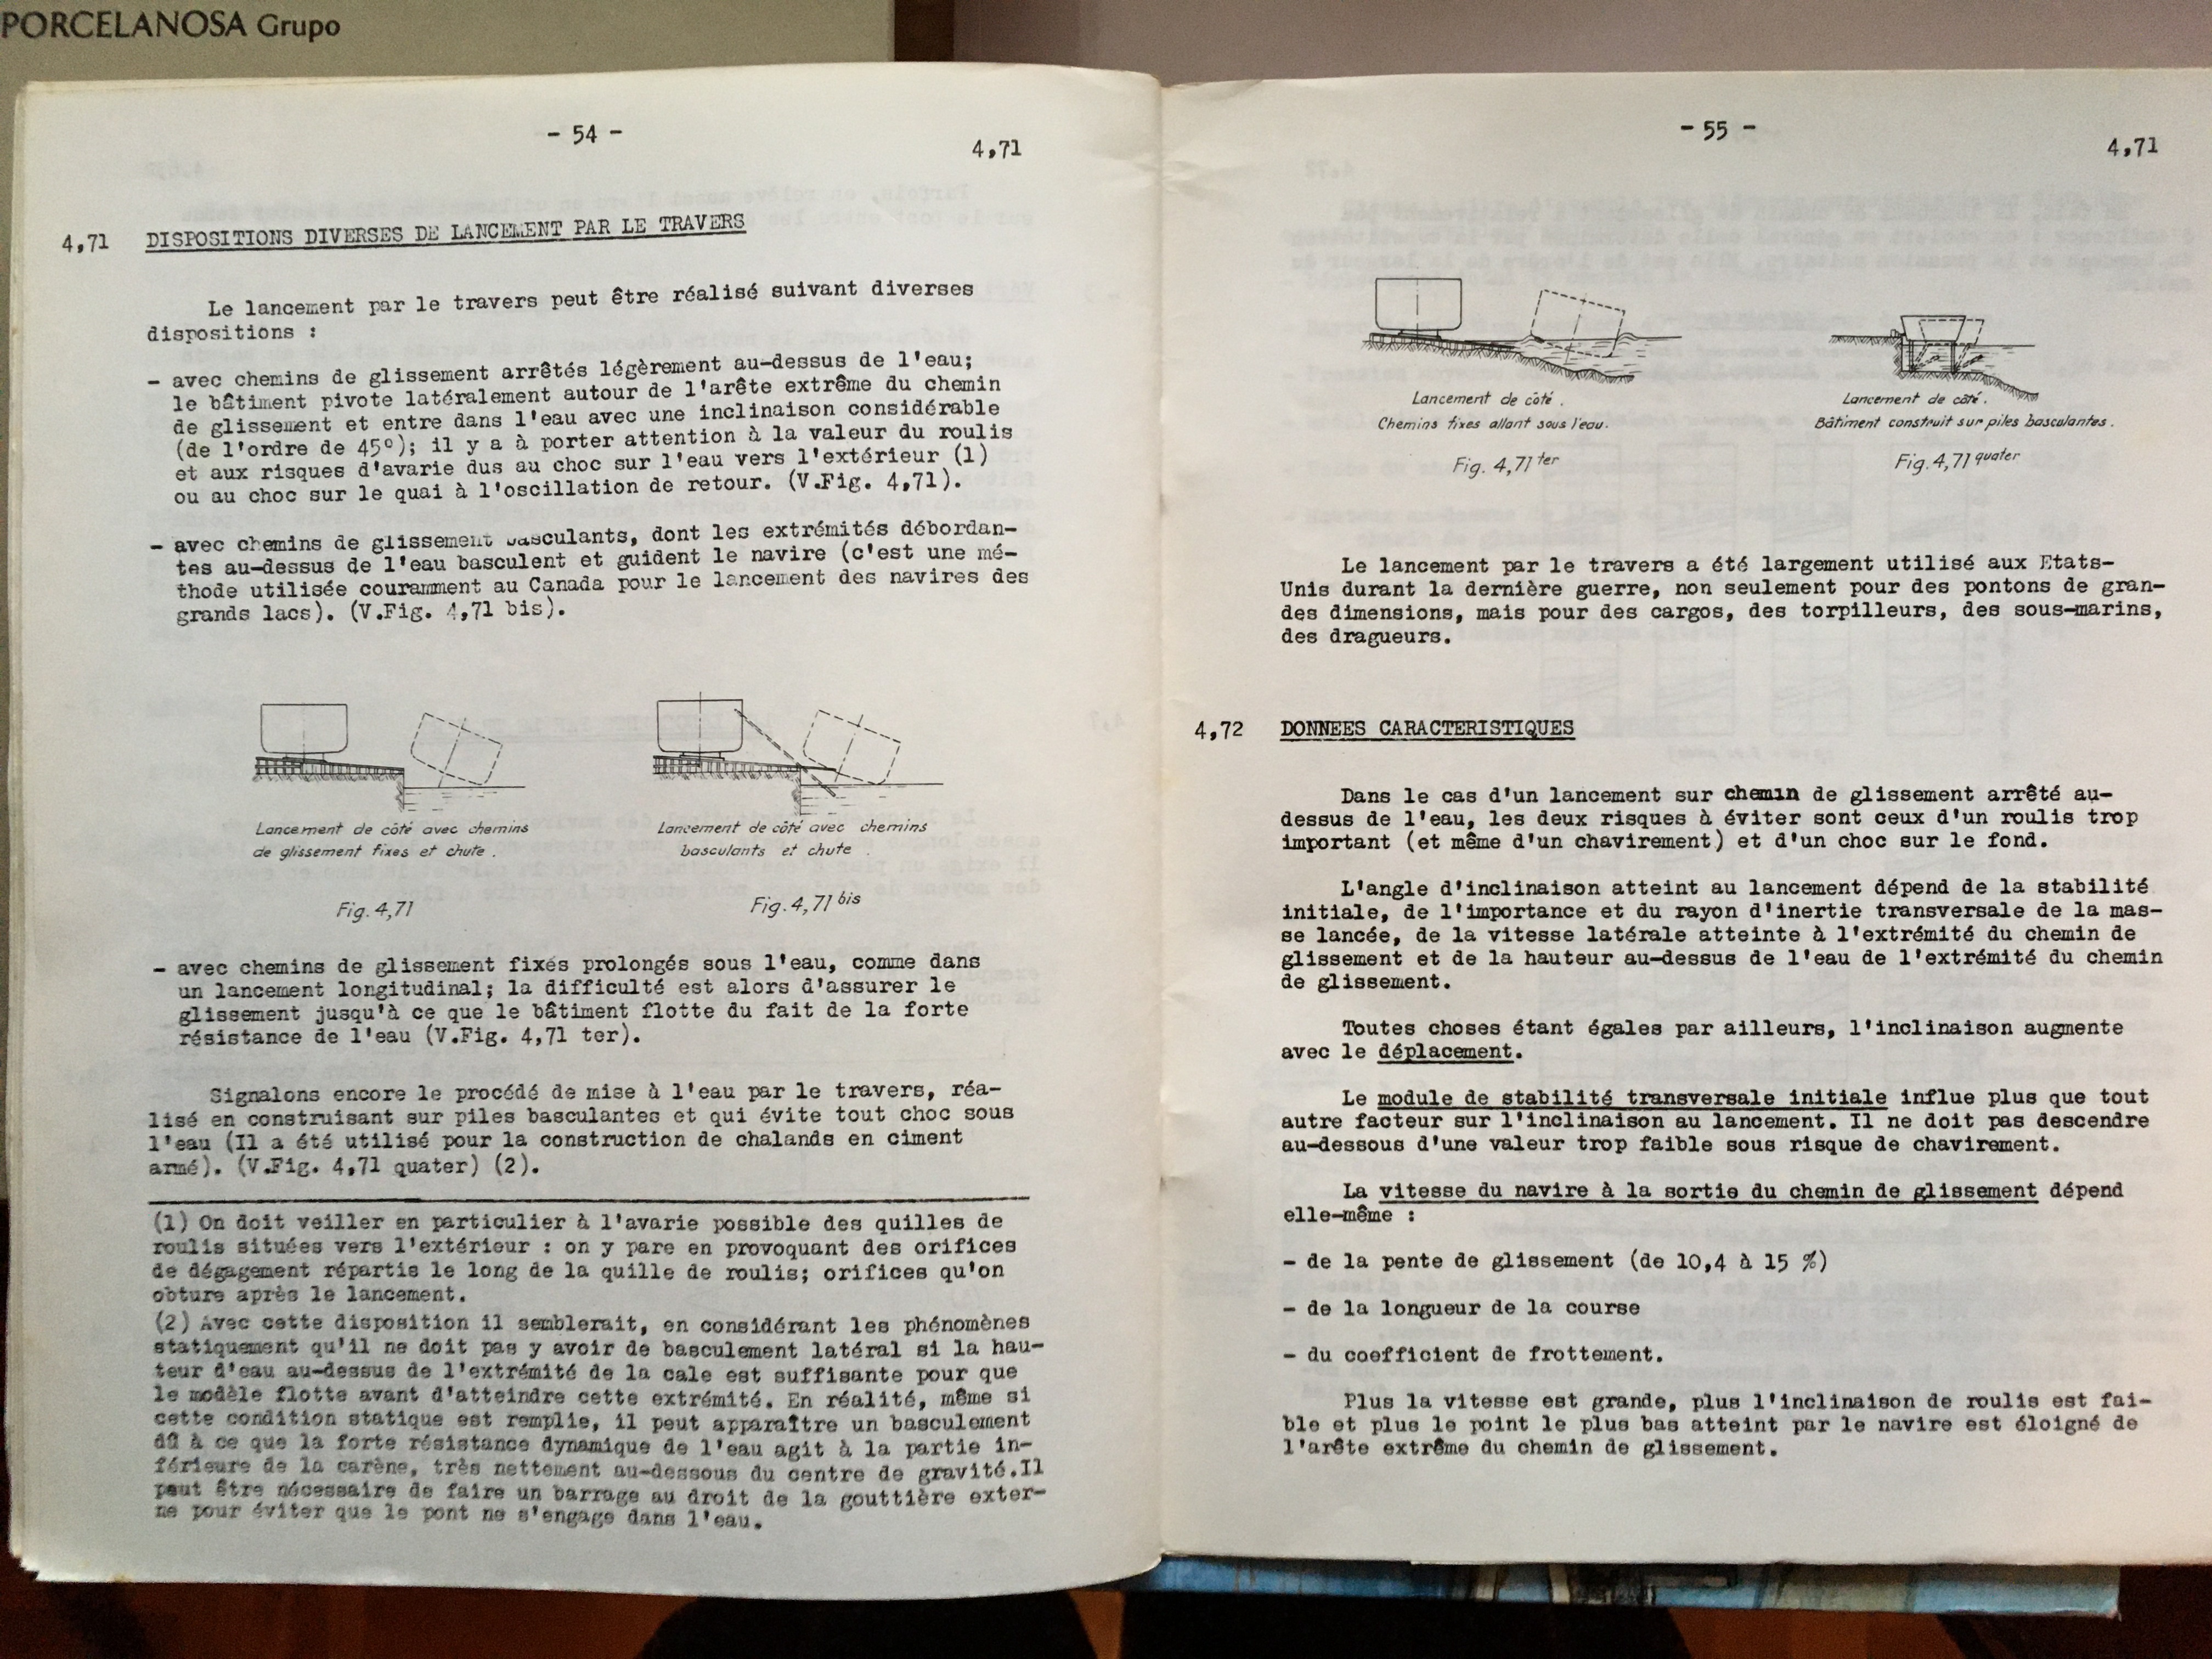 PORCELANOSA Grupo
- 54 -
4,71
4,71 DISPOSITIONS DIVERSES DE LANCEMENT PAR LE TRAVERS
Le lancement par le travers peut être réalisé suivant diverses
dispositions :
- avec chemins de glissement arrêtés légèrement au-dessus de l'eau;
le bâtiment pivote latéralement autour de l'arête extrême du chemin
de glissement et entre dans l'eau avec une inclinaison considérable
(de l'ordre de 45°); il y a à porter attention à la valeur du roulis
et aux risques d'avarie dus au choc sur l'eau vers l'extérieur (1)
ou au choc sur le quai à l'oscillation de retour. (V.Fig. 4,71).
- avec chemins de glissement basculants, dont les extrémités débordan-
tes au-dessus de l'eau basculent et guident le navire (c'est une mé-
thode utilisée couramment au Canada pour le lancement des navires des
grands lacs). (V.Fig. 4,71 bis).
Lancement de côté avec chemins
de glissement fixes et chute .
Fig. 4,71
Lancement de côté avec chemins
basculants et chute .
Fig. 4,71 bis
- avec chemins de glissement fixés prolongés sous l'eau, comme dans
un lancement longitudinal; la difficulté est alors d'assurer le
glissement jusqu'à ce que le bâtiment flotte du fait de la forte
résistance de l'eau (V.Fig. 4,71 ter).
Signalons encore le procédé de mise à l'eau par le travers, réa-
lisé en construisant sur piles basculantes et qui évite tout choc sous
l'eau (Il a été utilisé pour la construction de chalands en ciment
armé). (V.Fig. 4,71 quater) (2).
(1) On doit veiller en particulier à l'avarie possible des quilles de
roulis situées vers l'extérieur : on y pare en provoquant des orifices
de dégagement répartis le long de la quille de roulis; orifices qu'on
obture après le lancement.
(2) Avec cette disposition il semblerait, en considérant les phénomènes
statiquement qu'il ne doit pas y avoir de basculement latéral si la hau-
teur d'eau au-dessus de l'extrémité de la cale est suffisante pour que
le modèle flotte avant d'atteindre cette extrémité. En réalité, même si
cette condition statique est remplie, il peut apparaître un basculement
dû à ce que la forte résistance dynamique de l'eau agit à la partie in-
férieure de la carène, très nettement au-dessous du centre de gravité.Il
peut être nécessaire de faire un barrage au droit de la gouttière exter-
ne pour éviter que le pont ne s'engage dans l'eau.
- 55 -
4,71
Lancement de côté .
Chemins fixes allant sous l'eau.
Fig. 4,71 ter
Lancement de côté.
Bâtiment construit sur piles basculantes .
Fig. 4,71 quater
Le lancement par le travers a été largement utilisé aux Etats-
Unis durant la dernière guerre, non seulement pour des pontons de gran-
des dimensions, mais pour des cargos, des torpilleurs, des sous-marins,
des dragueurs.
4,72 DONNEES CARACTERISTIQUES
Dans le cas d'un lancement sur chemin de glissement arrêté au-
dessus de l'eau, les deux risques à éviter sont ceux d'un roulis trop
important (et même d'un chavirement) et d'un choc sur le fond.
L'angle d'inclinaison atteint au lancement dépend de la stabilité
initiale, de l'importance et du rayon d'inertie transversale de la mas-
se lancée, de la vitesse latérale atteinte à l'extrémité du chemin de
glissement et de la hauteur au-dessus de l'eau de l'extrémité du chemin
de glissement.
Toutes choses étant égales par ailleurs, l'inclinaison augmente
avec le déplacement.
Le module de stabilité transversale initiale influe plus que tout
autre facteur sur l'inclinaison au lancement. Il ne doit pas descendre
au-dessous d'une valeur trop faible sous risque de chavirement.
La vitesse du navire à la sortie du chemin de glissement dépend
elle-même :
- de la pente de glissement (de 10,4 à 15 %)
- de la longueur de la course
- du coefficient de frottement.
Plus la vitesse est grande, plus l'inclinaison de roulis est fai-
ble et plus le point le plus bas atteint par le navire est éloigné de
l'arête extrême du chemin de glissement.